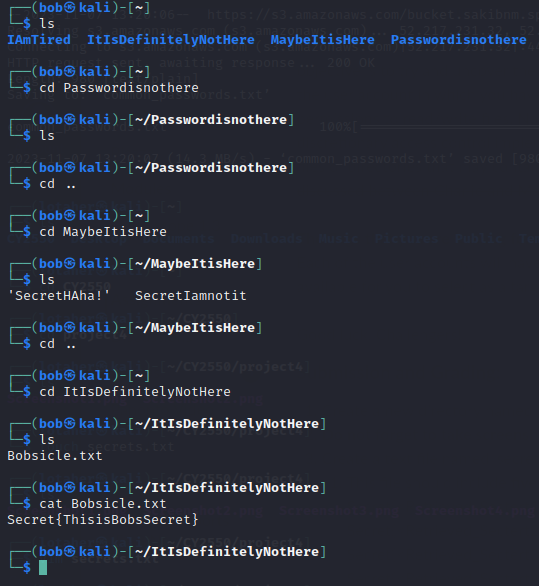 ┌──(bob㉿kali)-[~]
└─$ ls
IAmTired  ItIsDefinitelyNotHere  MaybeItisHere  Passwordisnothere
┌──(bob㉿kali)-[~]
└─$ cd Passwordisnothere
┌──(bob㉿kali)-[~/Passwordisnothere]
└─$ ls
┌──(bob㉿kali)-[~/Passwordisnothere]
└─$ cd ..
┌──(bob㉿kali)-[~]
└─$ cd MaybeItisHere
┌──(bob㉿kali)-[~/MaybeItisHere]
└─$ ls
'SecretHAha!'   SecretIamnotit
┌──(bob㉿kali)-[~/MaybeItisHere]
└─$ cd ..
┌──(bob㉿kali)-[~]
└─$ cd ItIsDefinitelyNotHere
┌──(bob㉿kali)-[~/ItIsDefinitelyNotHere]
└─$ ls
Bobsicle.txt
┌──(bob㉿kali)-[~/ItIsDefinitelyNotHere]
└─$ cat Bobsicle.txt
Secret{ThisisBobsSecret}
┌──(bob㉿kali)-[~/ItIsDefinitelyNotHere]
└─$